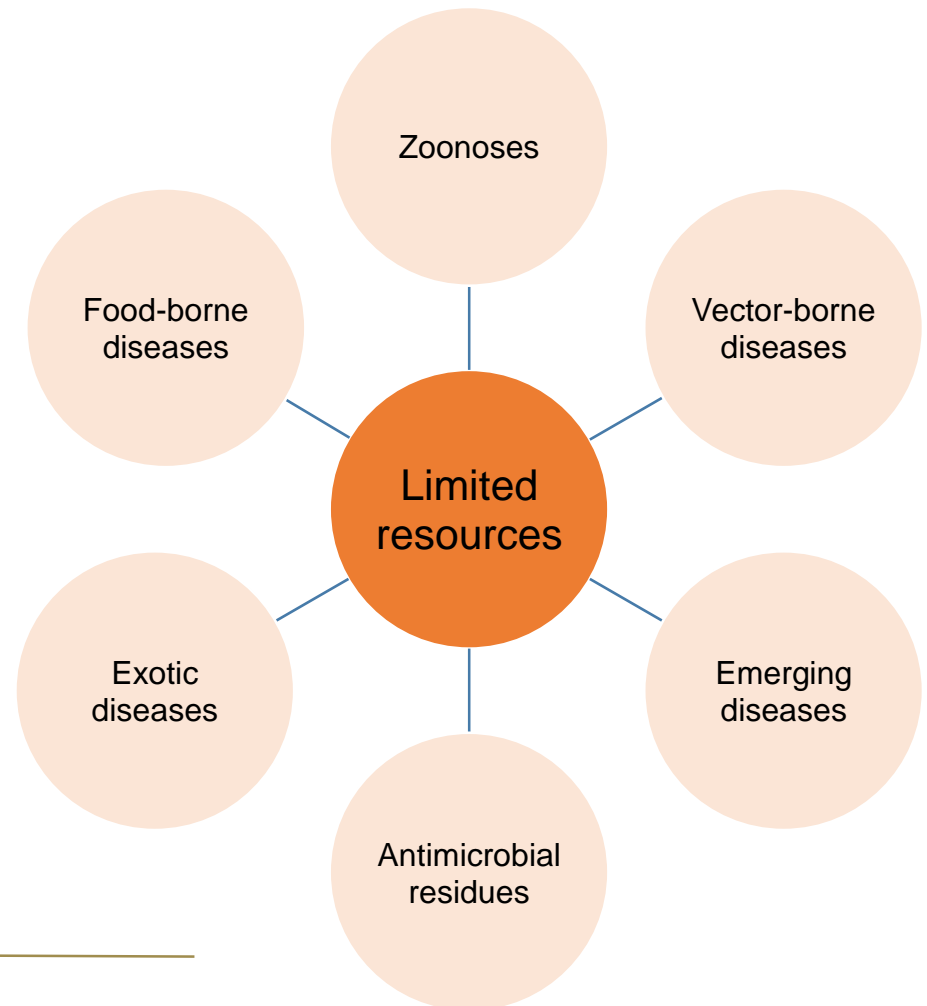 Zoonoses
Food-borne
diseases
Vector-borne
diseases
Limited
resources
Exotic
diseases
Emerging
diseases
Antimicrobial
residues